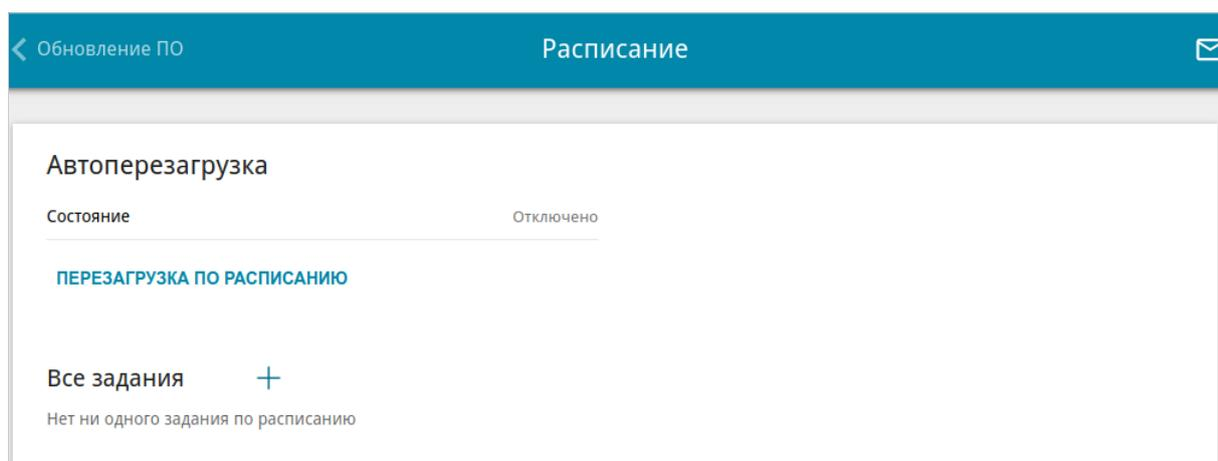 Обновление ПО
Расписание
Автоперезагрузка
Состояние Отключено
ПЕРЕЗАГРУЗКА ПО РАСПИСАНИЮ
Все задания
Нет ни одного задания по расписанию